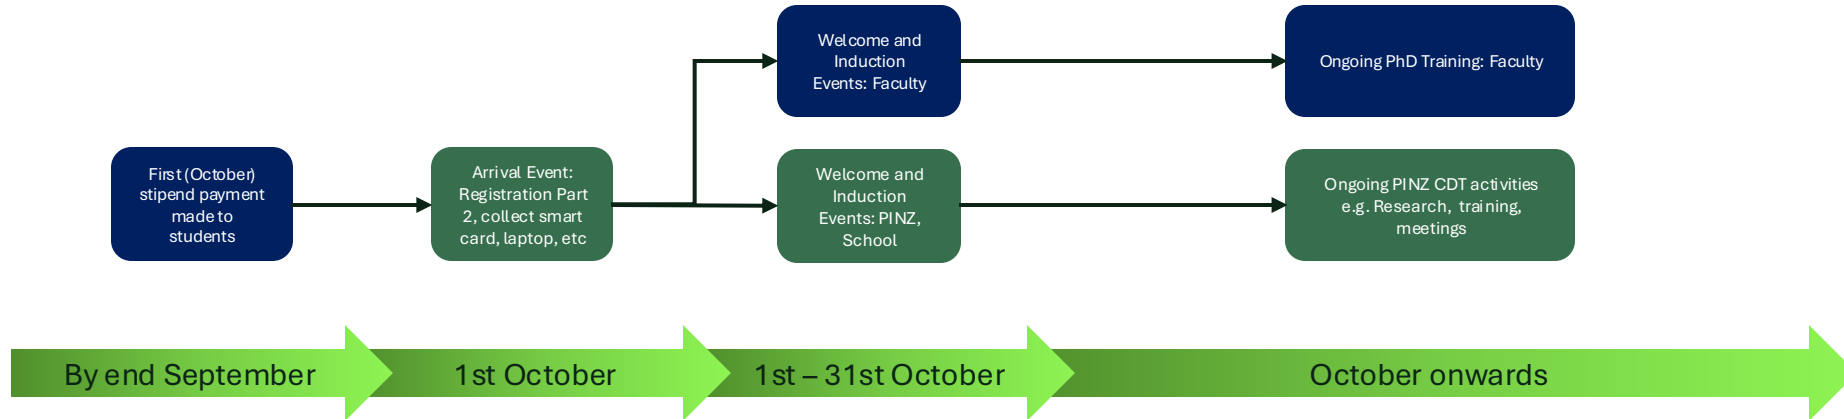 Welcome and
Induction
Events: Faculty
Ongoing PhD Training: Faculty
First (October)
stipend payment
made to
students
Arrival Event:
Registration Part
2, collect smart
card, laptop, etc
Welcome and
Induction
Events: PINZ,
School
Ongoing PINZ CDT activities
e.g. Research, training,
meetings
By end September
1st October
1st – 31st October
October onwards